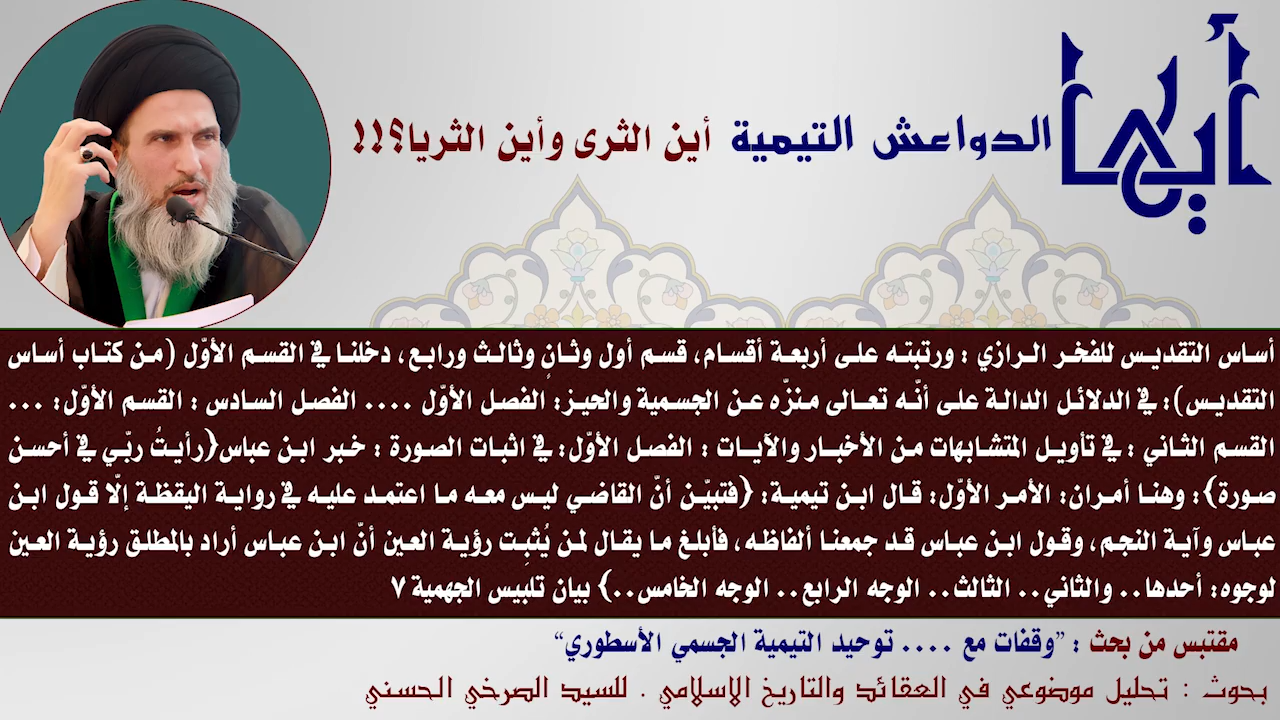 أيها الدواعش التيمية أين الثرى وأين الثريا؟!!
أساس التقديس للفخر الرازي : ورتبته على أربعة أقسام، قسم أول وثانٍ وثالث ورابع، دخلنا في القسم الأوّل (من كتاب أساس
التقديس): في الدلائل الدالة على أنّه تعالى منزّه عن الجسمية والحيز: الفصل الأوّل .... الفصل السادس : القسم الأوّل: ...
القسم الثاني : في تأويل المتشابهات من الأخبار والآيات : الفصل الأوّل: في اثبات الصورة : خبر ابن عباس{رأيتُ ربّي في أحسن
صورة}: وهنا أمران: الأمر الأوّل: قال ابن تيمية: {فتبيّن أنّ القاضي ليس معه ما اعتمد عليه في رواية اليقظة إلّا قول ابن
عباس وآية النجم، وقول ابن عباس قد جمعنا ألفاظه، فأبلغ ما يقال لمن يُثبِت رؤية العين أنّ ابن عباس أراد بالمطلق رؤية العين
لوجوه: أحدها.. والثاني.. الثالث.. الوجه الرابع.. الوجه الخامس..} بيان تلبيس الجهمية ٧
مقتبس من بحث : ”وقفات مع .... توحيد التيمية الجسمي الأسطوري“
بحوث : تحليل موضوعي في العقائد والتاريخ الاسلامي . للسيد الصرخي الحسني